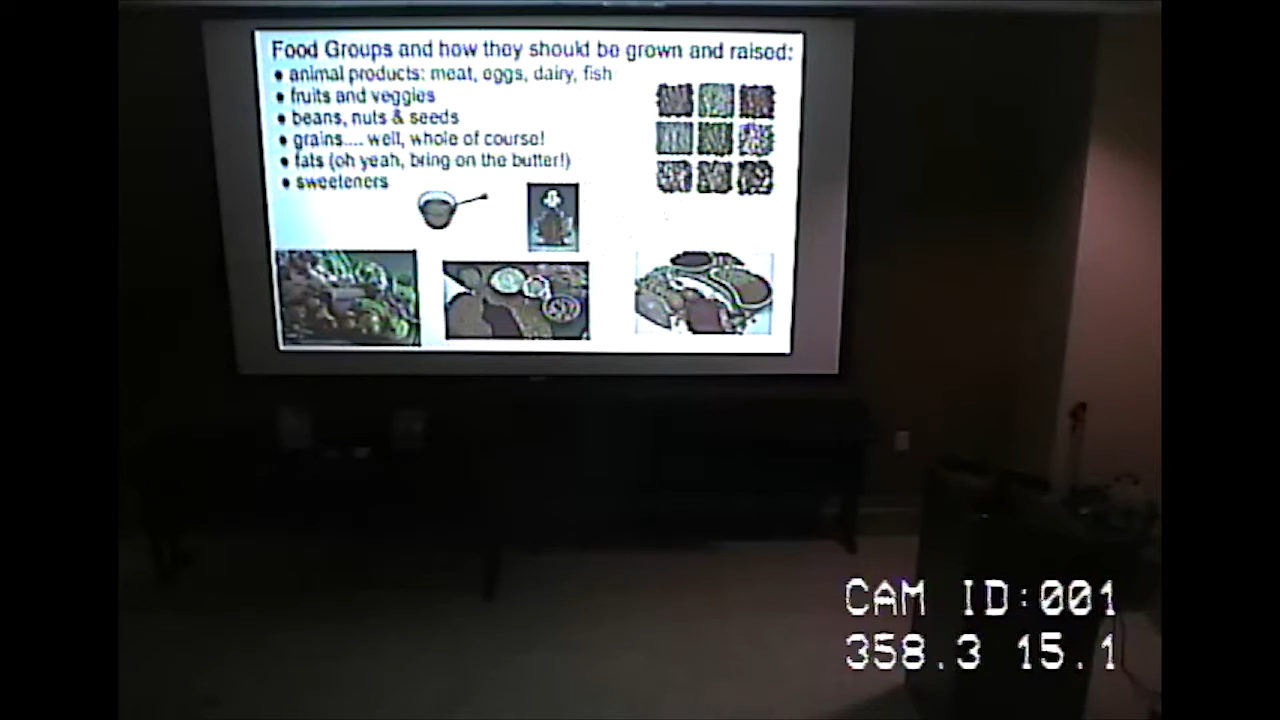 Food Groups and how they should be grown and raised:
• animal products: meat, eggs, dairy, fish
• fruits and veggies
• beans, nuts & seeds
• grains.... well, whole of course!
• fats (oh yeah, bring on the butter!)
• sweeteners
CAM ID:001
358.3 15.1